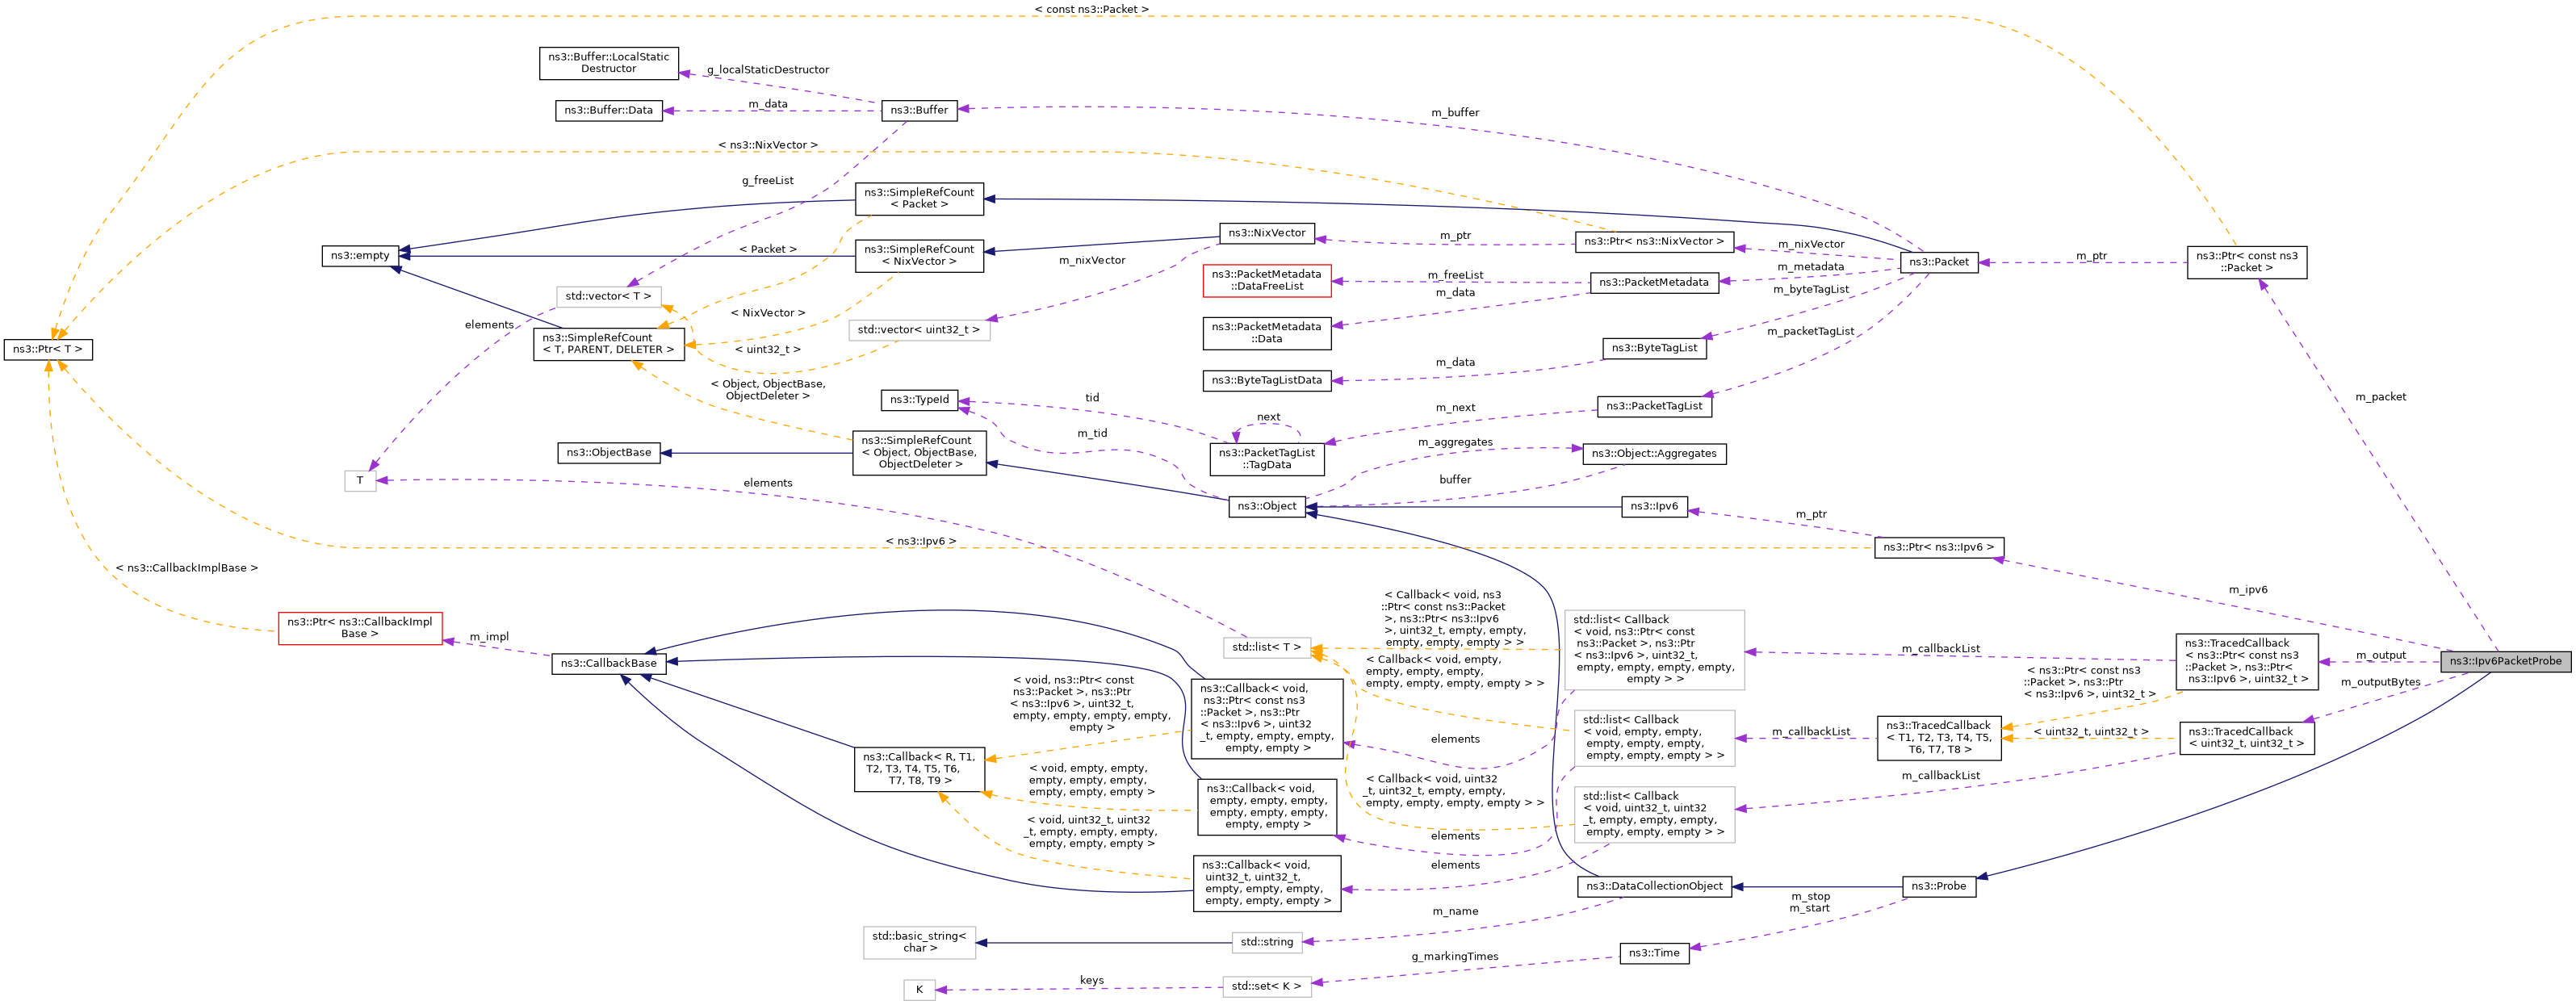 < const ns3::Packet >
ns3::Buffer::LocalStatic
Destructor
g_localStaticDestructor
ns3::Buffer::Data
m_data
ns3::Buffer
m_buffer
< ns3::NixVector >
g_freeList
ns3::SimpleRefCount
< Packet >
ns3::empty
< Packet >
ns3::SimpleRefCount
< NixVector >
ns3::NixVector
m_ptr
ns3::Ptr< ns3::NixVector >
m_nixVector
ns3::Packet
m_ptr
ns3::Ptr< const ns3
::Packet >
m_nixVector
ns3::PacketMetadata
::DataFreeList
m_freeList
m_data
ns3::PacketMetadata
m_metadata
m_byteTagList
std::vector< T >
< NixVector >
std::vector< uint32_t >
ns3::PacketMetadata
::Data
m_packetTagList
elements
ns3::Ptr< T >
ns3::SimpleRefCount
< T, PARENT, DELETER >
< uint32_t >
ns3::ByteTagList
m_data
ns3::ByteTagListData
< Object, ObjectBase,
ObjectDeleter >
ns3::TypeId
tid
m_tid
m_next
ns3::PacketTagList
m_packet
next
ns3::ObjectBase
ns3::SimpleRefCount
< Object, ObjectBase,
ObjectDeleter >
ns3::PacketTagList
::TagData
m_aggregates
ns3::Object::Aggregates
buffer
T
elements
ns3::Object
ns3::Ipv6
m_ptr
< ns3::Ipv6 >
ns3::Ptr< ns3::Ipv6 >
< ns3::CallbackImplBase >
m_ipv6
ns3::Ptr< ns3::CallbackImpl
Base >
m_impl
ns3::CallbackBase
std::list< T >
< Callback< void, ns3
::Ptr< const ns3::Packet
>, ns3::Ptr< ns3::Ipv6
>, uint32_t, empty, empty,
empty, empty, empty > >
std::list< Callback
< void, ns3::Ptr< const
ns3::Packet >, ns3::Ptr
< ns3::Ipv6 >, uint32_t,
empty, empty, empty, empty,
empty > >
m_callbackList
ns3::TracedCallback
< ns3::Ptr< const ns3
::Packet >, ns3::Ptr<
ns3::Ipv6 >, uint32_t >
m_output
ns3::Ipv6PacketProbe
m_outputBytes
< Callback< void, empty,
empty, empty, empty,
empty, empty, empty, empty > >
< ns3::Ptr< const ns3
::Packet >, ns3::Ptr
< ns3::Ipv6 >, uint32_t >
< void, ns3::Ptr< const
ns3::Packet >, ns3::Ptr
< ns3::Ipv6 >, uint32_t,
empty, empty, empty, empty,
empty >
ns3::Callback< void,
ns3::Ptr< const ns3
::Packet >, ns3::Ptr
< ns3::Ipv6 >, uint32
_t, empty, empty, empty,
empty, empty >
elements
std::list< Callback
< void, empty, empty,
empty, empty, empty,
empty, empty, empty > >
m_callbackList
ns3::TracedCallback
< T1, T2, T3, T4, T5,
T6, T7, T8 >
< uint32_t, uint32_t >
ns3::TracedCallback
< uint32_t, uint32_t >
ns3::Callback< R, T1,
T2, T3, T4, T5, T6,
T7, T8, T9 >
< void, empty, empty,
empty, empty, empty,
empty, empty, empty >
ns3::Callback< void,
empty, empty, empty,
empty, empty, empty,
empty, empty >
< Callback< void, uint32
_t, uint32_t, empty, empty,
empty, empty, empty, empty > >
m_callbackList
std::list< Callback
< void, uint32_t, uint32
_t, empty, empty, empty,
empty, empty, empty > >
elements
< void, uint32_t, uint32
_t, empty, empty, empty,
empty, empty, empty >
ns3::Callback< void,
uint32_t, uint32_t,
empty, empty, empty,
empty, empty, empty >
elements
ns3::DataCollectionObject
ns3::Probe
m_stop
m_start
m_name
std::basic_string<
char >
std::string
ns3::Time
g_markingTimes
std::set< K >
keys
K